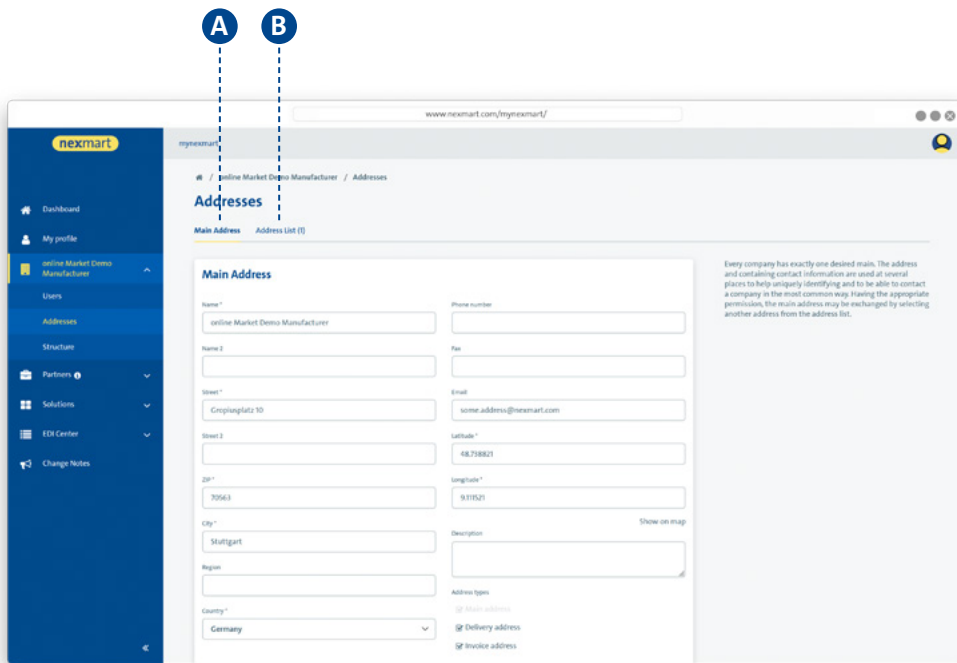 A B
www.nexmart.com/mynexmart/
nexmart
mynexmart
/ online Market Demo Manufacturer / Addresses
Addresses
Main Address Address List (1)
Dashboard
My profile
online Market Demo
Manufacturer
Users
Addresses
Structure
Partners
Solutions
EDI Center
Change Notes
Main Address
Name *
online Market Demo Manufacturer
Name 2
Street *
Gropiusplatz 10
Street 2
ZIP *
70563
City *
Stuttgart
Region
Country *
Germany
Phone number
Fax
Email
some.address@nexmart.com
Latitude *
48.738821
Longitude *
9.111521
Show on map
Description
Address types
Main address
Delivery address
Invoice address
Every company has exactly one desired main. The address
and containing contact information are used at several
places to help uniquely identifying and to be able to contact
a company in the most common way. Having the appropriate
permission, the main address may be exchanged by selecting
another address from the address list.